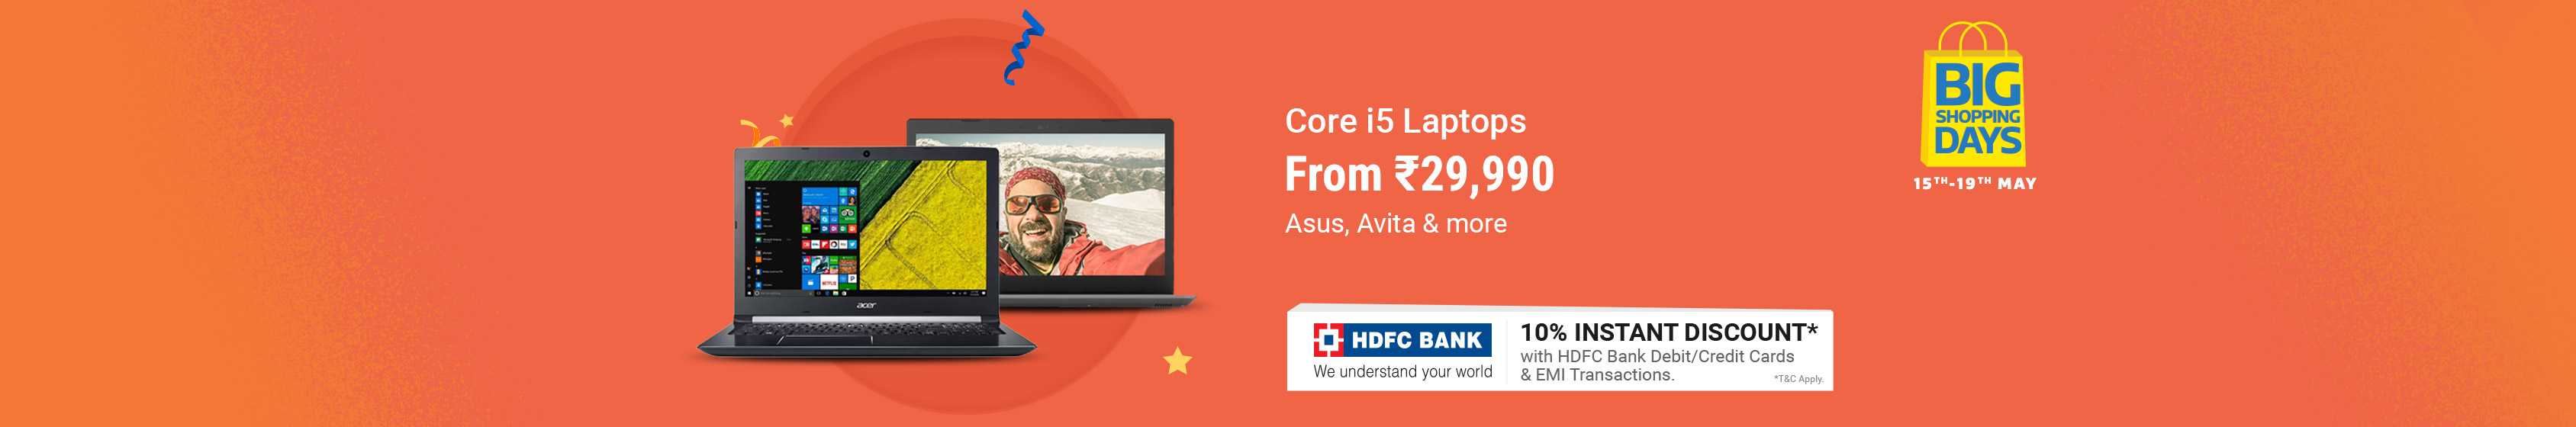 acer
Core i5 Laptops
From ₹29,990
Asus, Avita & more
HDFC BANK
We understand your world
10% INSTANT DISCOUNT*
with HDFC Bank Debit/Credit Cards
& EMI Transactions.
*T&C Apply.
BIG
SHOPPING
DAYS
15TH-19TH MAY